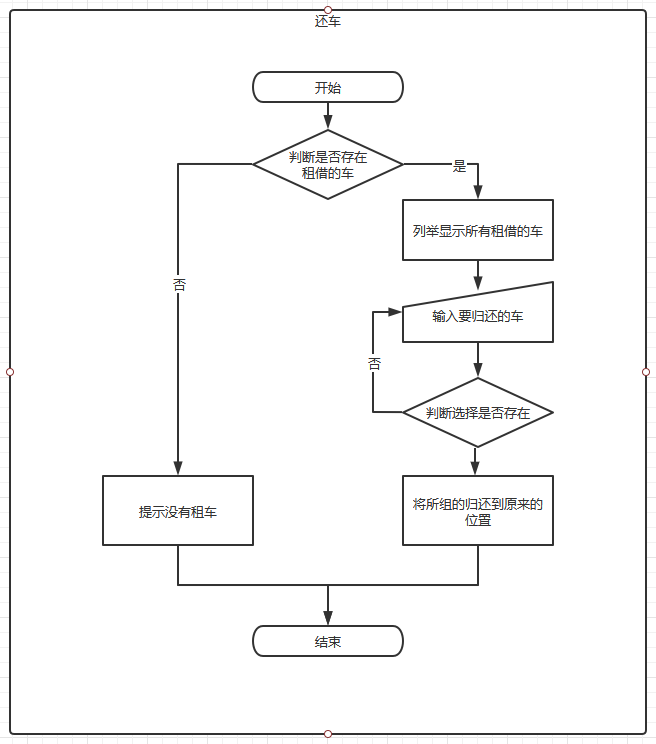 还车
开始
判断是否存在
租借的车
是
列举显示所有租借的车
否
输入要归还的车
否
判断选择是否存在
提示没有租车
将所组的归还到原来的
位置
结束